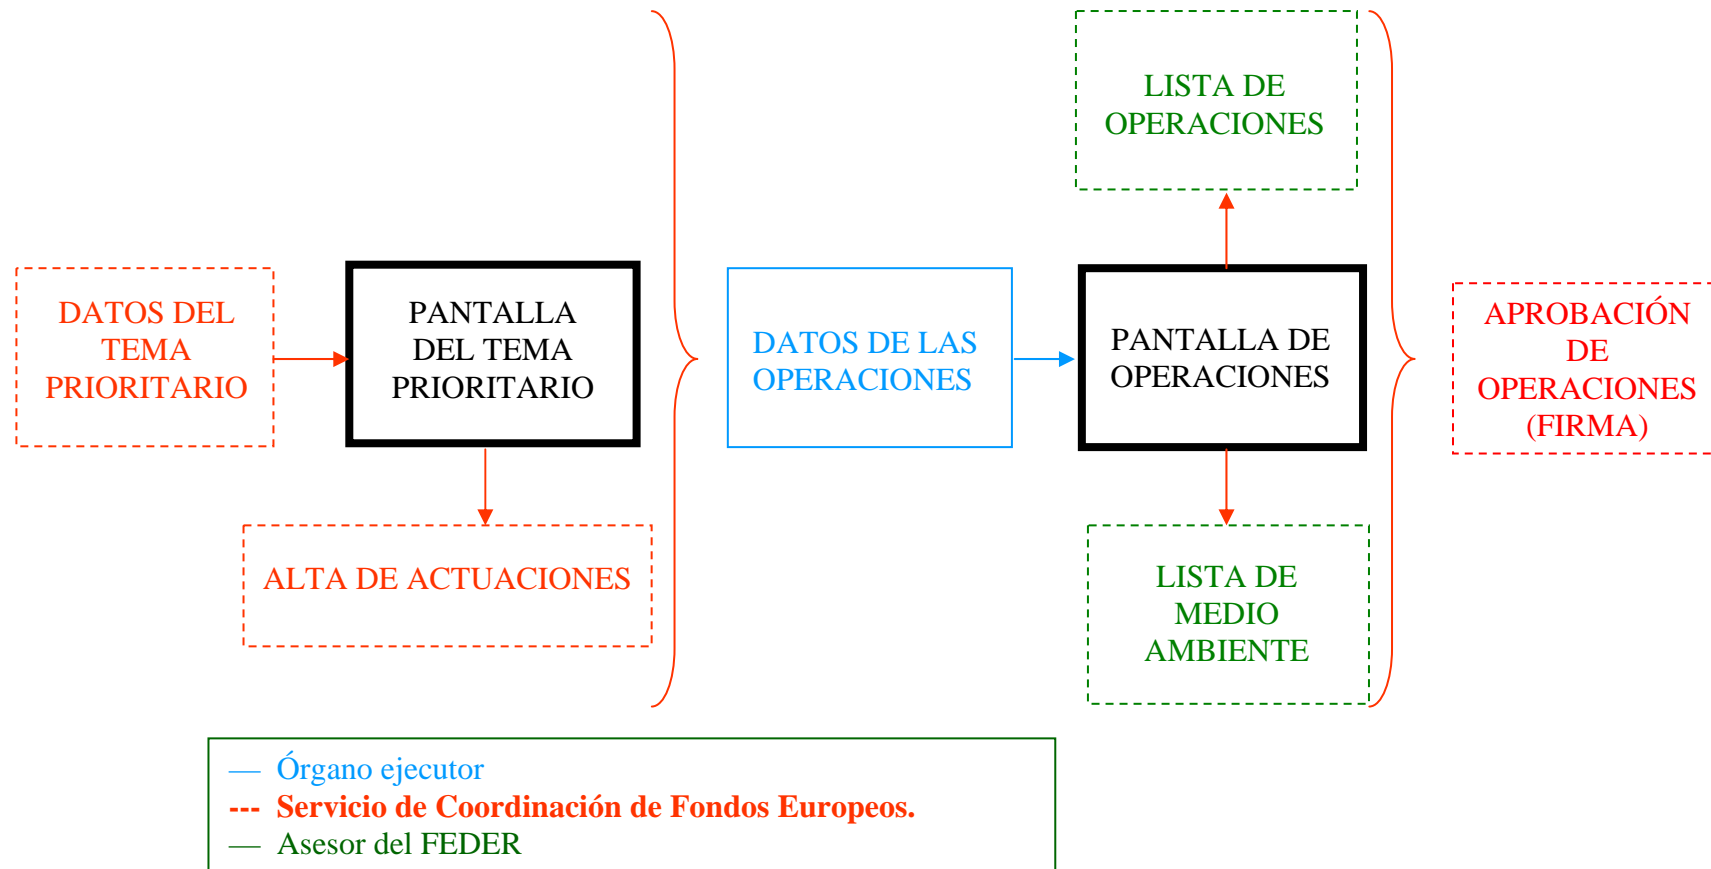 LISTA DE
OPERACIONES
DATOS DEL
TEMA
PRIORITARIO
PANTALLA
DEL TEMA
PRIORITARIO
DATOS DE LAS
OPERACIONES
PANTALLA DE
OPERACIONES
APROBACIÓN
DE
OPERACIONES
(FIRMA)
ALTA DE ACTUACIONES
LISTA DE
MEDIO
AMBIENTE
— Órgano ejecutor
--- Servicio de Coordinación de Fondos Europeos.
— Asesor del FEDER